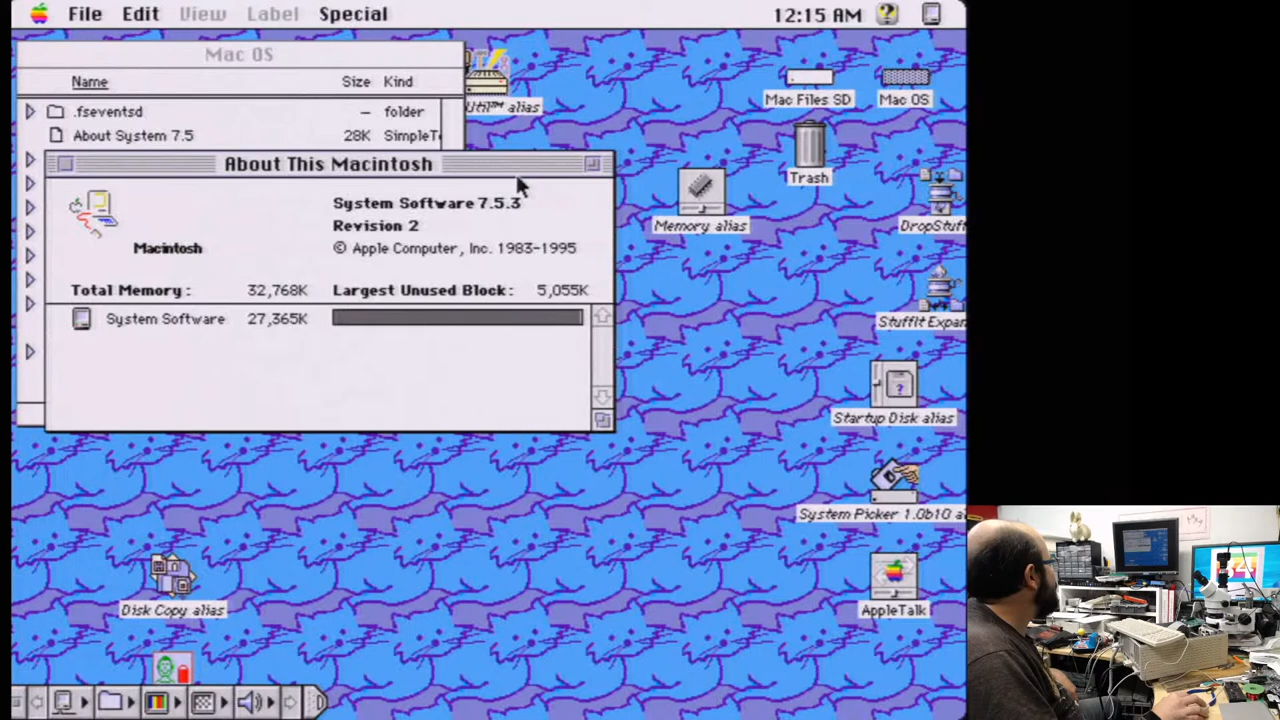 File Edit View Label Special 12:15 AM
Mac OS
Name Size Kind
.fseventsd – folder
About System 7.5 28K SimpleT
Util™ alias
Mac Files SD
Mac OS
Trash
Memory alias
DropStuff
StuffIt Expan
Startup Disk alias
System Picker 1.0b10 a
AppleTalk
Disk Copy alias
About This Macintosh
System Software 7.5.3
Revision 2
Macintosh
© Apple Computer, Inc. 1983-1995
Total Memory : 32,768K Largest Unused Block : 5,055K
System Software 27,365K